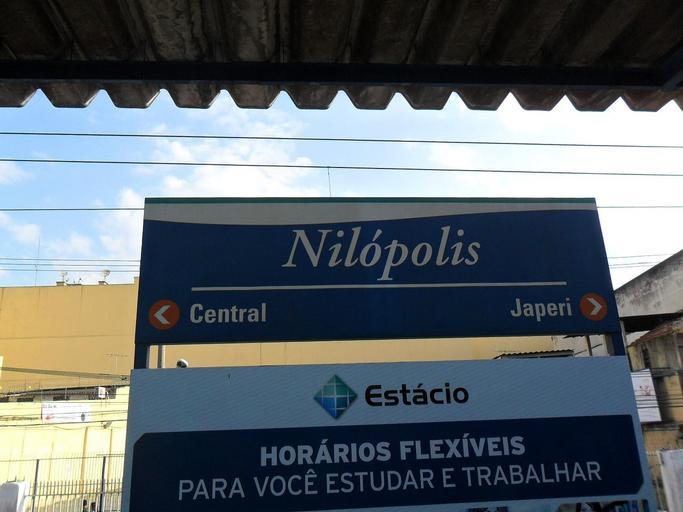 Nilópolis
Central Japeri
Estácio
HORÁRIOS FLEXÍVEIS
PARA VOCÊ ESTUDAR E TRABALHAR